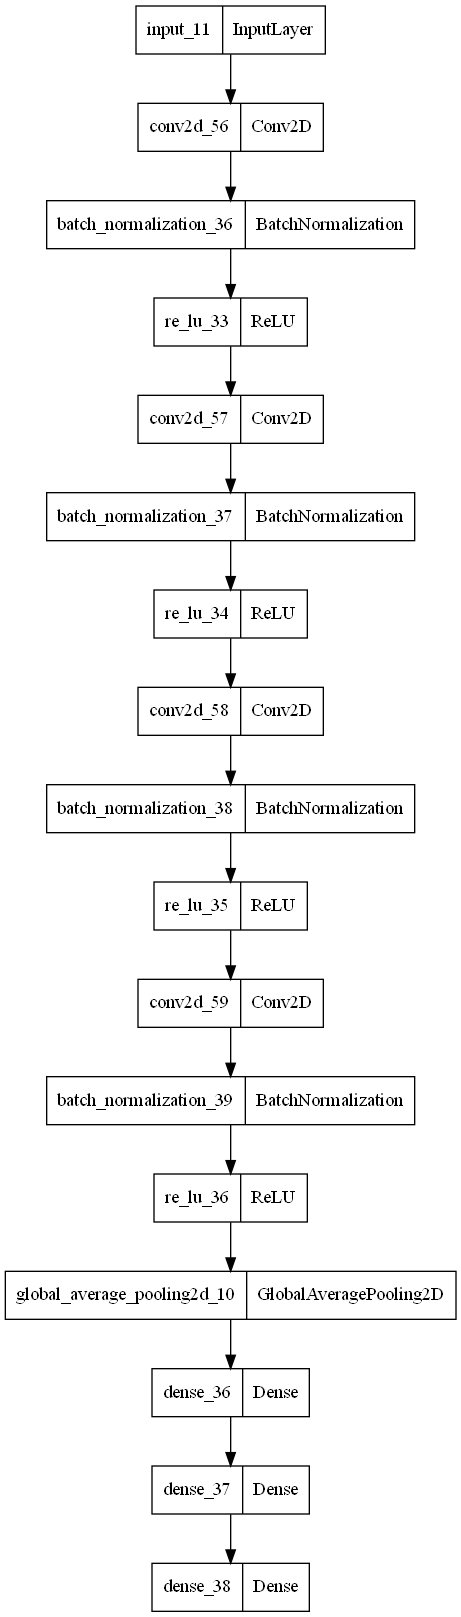 input_11 InputLayer
conv2d_56 Conv2D
batch_normalization_36 BatchNormalization
re_lu_33 ReLU
conv2d_57 Conv2D
batch_normalization_37 BatchNormalization
re_lu_34 ReLU
conv2d_58 Conv2D
batch_normalization_38 BatchNormalization
re_lu_35 ReLU
conv2d_59 Conv2D
batch_normalization_39 BatchNormalization
re_lu_36 ReLU
global_average_pooling2d_10 GlobalAveragePooling2D
dense_36 Dense
dense_37 Dense
dense_38 Dense